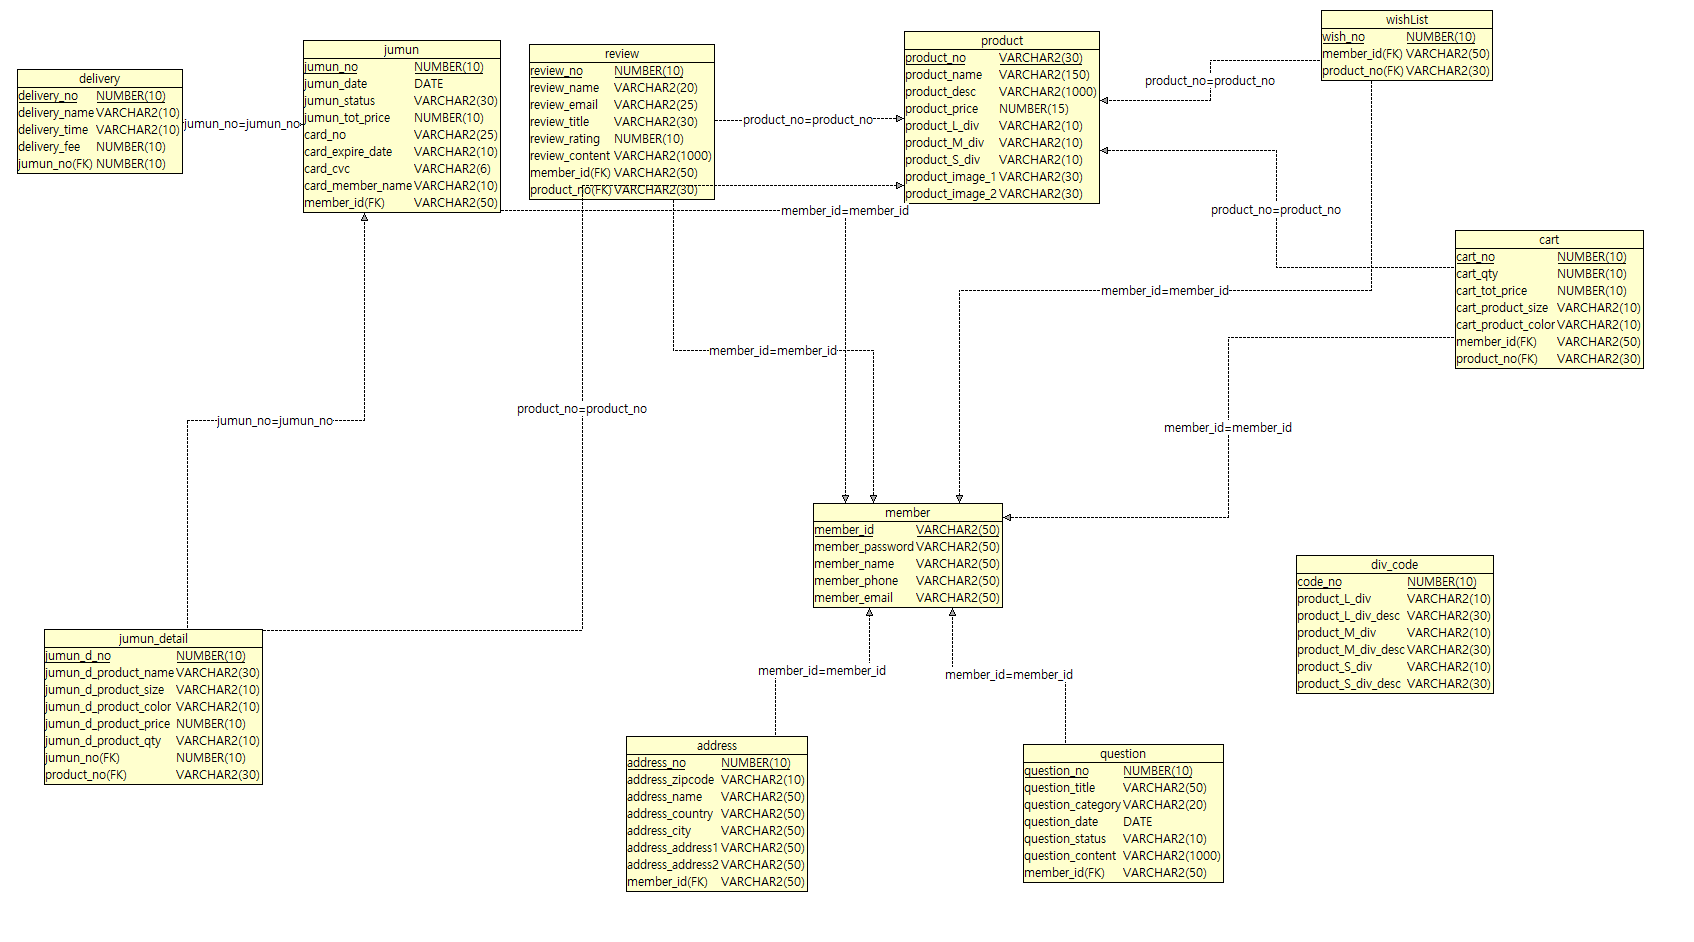 delivery
delivery_no NUMBER(10)
delivery_name VARCHAR2(10)
delivery_time VARCHAR2(10)
delivery_fee NUMBER(10)
jumun_no(FK) NUMBER(10)
jumun_no=jumun_no
jumun
jumun_no NUMBER(10)
jumun_date DATE
jumun_status VARCHAR2(30)
jumun_tot_price NUMBER(10)
card_no VARCHAR2(25)
card_expire_date VARCHAR2(10)
card_cvc VARCHAR2(6)
card_member_name VARCHAR2(10)
member_id(FK) VARCHAR2(50)
review
review_no NUMBER(10)
review_name VARCHAR2(20)
review_email VARCHAR2(25)
review_title VARCHAR2(30)
review_rating NUMBER(10)
review_content VARCHAR2(1000)
member_id(FK) VARCHAR2(50)
product_no(FK) VARCHAR2(30)
product_no=product_no
member_id=member_id
product
product_no VARCHAR2(30)
product_name VARCHAR2(150)
product_desc VARCHAR2(1000)
product_price NUMBER(15)
product_L_div VARCHAR2(10)
product_M_div VARCHAR2(10)
product_S_div VARCHAR2(10)
product_image_1 VARCHAR2(30)
product_image_2 VARCHAR2(30)
product_no=product_no
wishList
wish_no NUMBER(10)
member_id(FK) VARCHAR2(50)
product_no(FK) VARCHAR2(30)
product_no=product_no
cart
cart_no NUMBER(10)
cart_qty NUMBER(10)
cart_tot_price NUMBER(10)
cart_product_size VARCHAR2(10)
cart_product_color VARCHAR2(10)
member_id(FK) VARCHAR2(50)
product_no(FK) VARCHAR2(30)
member_id=member_id
member_id=member_id
product_no=product_no
jumun_no=jumun_no
member_id=member_id
member
member_id VARCHAR2(50)
member_password VARCHAR2(50)
member_name VARCHAR2(50)
member_phone VARCHAR2(50)
member_email VARCHAR2(50)
div_code
code_no NUMBER(10)
product_L_div VARCHAR2(10)
product_L_div_desc VARCHAR2(30)
product_M_div VARCHAR2(10)
product_M_div_desc VARCHAR2(30)
product_S_div VARCHAR2(10)
product_S_div_desc VARCHAR2(30)
jumun_detail
jumun_d_no NUMBER(10)
jumun_d_product_name VARCHAR2(30)
jumun_d_product_size VARCHAR2(10)
jumun_d_product_color VARCHAR2(10)
jumun_d_product_price NUMBER(10)
jumun_d_product_qty VARCHAR2(10)
jumun_no(FK) NUMBER(10)
product_no(FK) VARCHAR2(30)
member_id=member_id
member_id=member_id
address
address_no NUMBER(10)
address_zipcode VARCHAR2(10)
address_name VARCHAR2(50)
address_country VARCHAR2(50)
address_city VARCHAR2(50)
address_address1 VARCHAR2(50)
address_address2 VARCHAR2(50)
member_id(FK) VARCHAR2(50)
question
question_no NUMBER(10)
question_title VARCHAR2(50)
question_category VARCHAR2(20)
question_date DATE
question_status VARCHAR2(10)
question_content VARCHAR2(1000)
member_id(FK) VARCHAR2(50)